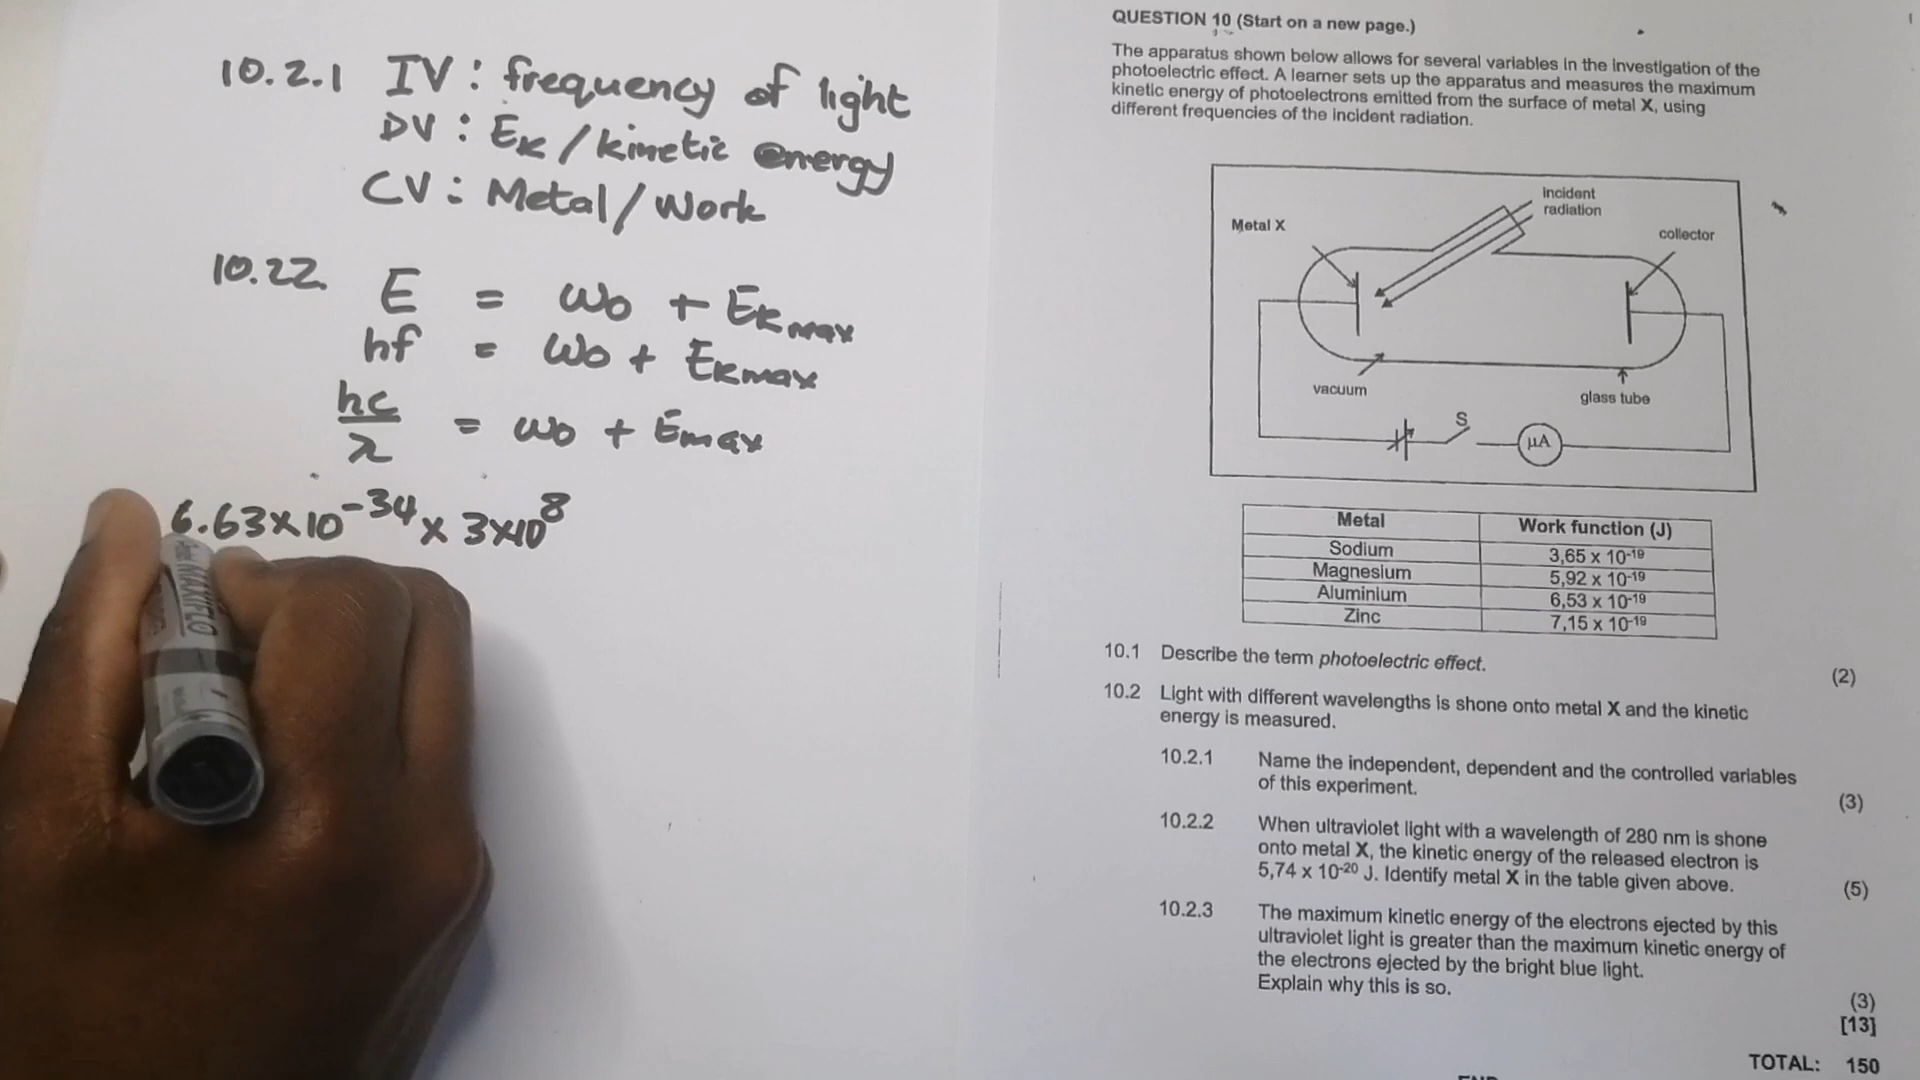 10.2.1 IV: frequency of light
DV: EK/kinetic energy
CV: Metal/Work
10.22. E = Wo + EKmax
hf = Wo + EKmax
hc/λ = wo + Emax
6.63×10^-34 × 3×10^8
MAXIFLO
QUESTION 10 (Start on a new page.)
The apparatus shown below allows for several variables in the investigation of the
photoelectric effect. A learner sets up the apparatus and measures the maximum
kinetic energy of photoelectrons emitted from the surface of metal X, using
different frequencies of the incident radiation.
incident
radiation
Metal X
collector
vacuum
glass tube
S
μA
Metal Work function (J)
Sodium 3,65 x 10^-19
Magnesium 5,92 x 10^-19
Aluminium 6,53 x 10^-19
Zinc 7,15 x 10^-19
10.1 Describe the term photoelectric effect. (2)
10.2 Light with different wavelengths is shone onto metal X and the kinetic
energy is measured.
10.2.1 Name the independent, dependent and the controlled variables
of this experiment. (3)
10.2.2 When ultraviolet light with a wavelength of 280 nm is shone
onto metal X, the kinetic energy of the released electron is
5,74 x 10^-20 J. Identify metal X in the table given above. (5)
10.2.3 The maximum kinetic energy of the electrons ejected by this
ultraviolet light is greater than the maximum kinetic energy of
the electrons ejected by the bright blue light.
Explain why this is so. (3)
[13]
TOTAL: 150